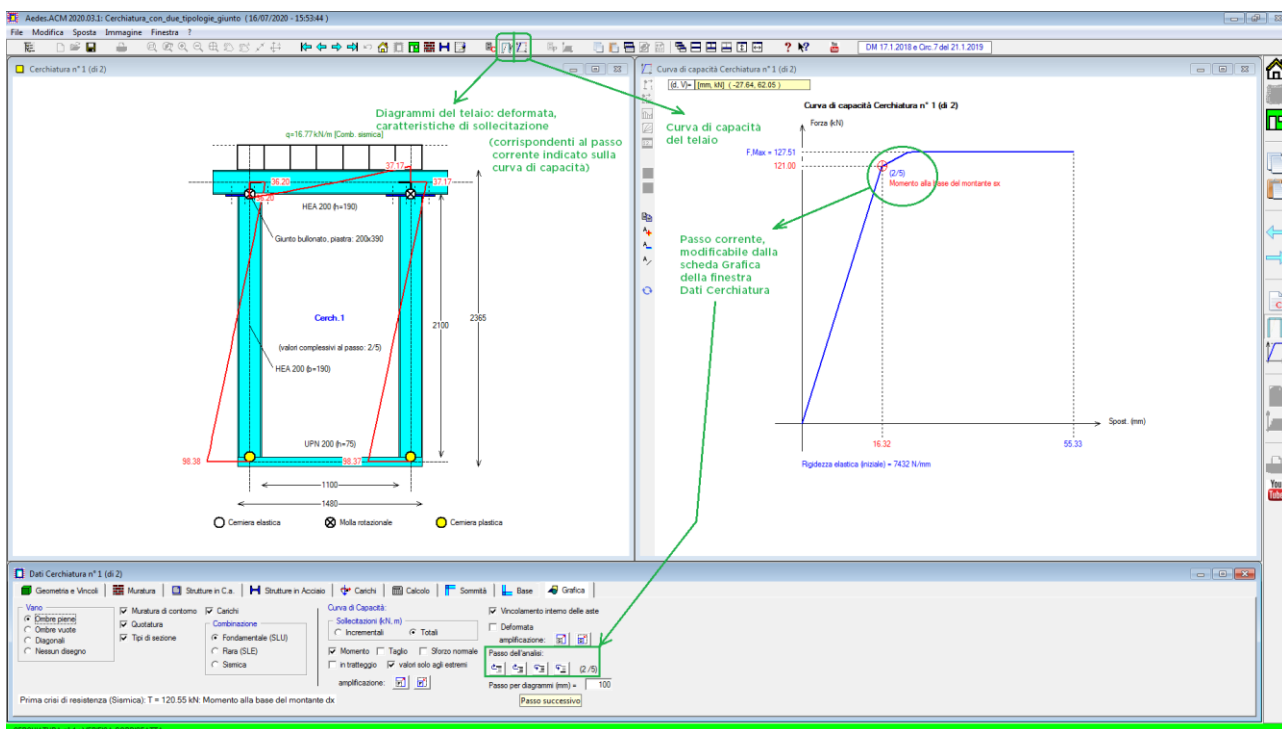 Aedes.ACM 2020.03.1: Cerchiatura_con_due_tipologie_giunto (16/07/2020 - 15:53:44 )
File Modifica Sposta Immagine Finestra ?
DM 17.1.2018 e Circ.7 del 21.1.2019
Cerchiatura n° 1 (di 2)
Diagrammi del telaio: deformata,
caratteristiche di sollecitazione
(corrispondenti al passo
corrente indicato sulla
curva di capacità)
q=16.77 kN/m [Comb. sismica]
37.17
36.20
37.17
36.20
HEA 200 (h=190)
Giunto bullonato, piastra: 200x390
Cerch.1
2100
2365
(valori complessivi al passo: 2/5)
HEA 200 (b=190)
UPN 200 (h=75)
98.38
98.37
1100
1480
Cerniera elastica
Molla rotazionale
Cerniera plastica
Curva di capacità Cerchiatura n° 1 (di 2)
(d, V)= [mm, kN] ( -27.64, 62.05 )
Curva di capacità Cerchiatura n° 1 (di 2)
Forza (kN)
Curva di capacità
del telaio
F,Max = 127.51
121.00
(2/5)
Momento alla base del montante sx
Passo corrente,
modificabile dalla
scheda Grafica
della finestra
Dati Cerchiatura
Spost. (mm)
16.32
55.33
Rigidezza elastica (iniziale) = 7432 N/mm
You
Tube
Dati Cerchiatura n° 1 (di 2)
Geometria e Vincoli
Muratura
Strutture in C.a.
Strutture in Acciaio
Carichi
Calcolo
Sommità
Base
Grafica
Vano
Ombre piene
Ombre vuote
Diagonali
Nessun disegno
Muratura di contorno
Quotatura
Tipi di sezione
Carichi
Combinazione
Fondamentale (SLU)
Rara (SLE)
Sismica
Curva di Capacità:
Sollecitazioni (kN, m)
Incrementali
Totali
Momento
Taglio
Sforzo normale
in tratteggio
valori solo agli estremi
amplificazione:
Vincolamento interno delle aste
Deformata
amplificazione:
Passo dell'analisi:
(2 /5)
Passo per diagrammi (mm) = 100
Passo successivo
Prima crisi di resistenza (Sismica): T = 120.55 kN: Momento alla base del montante dx